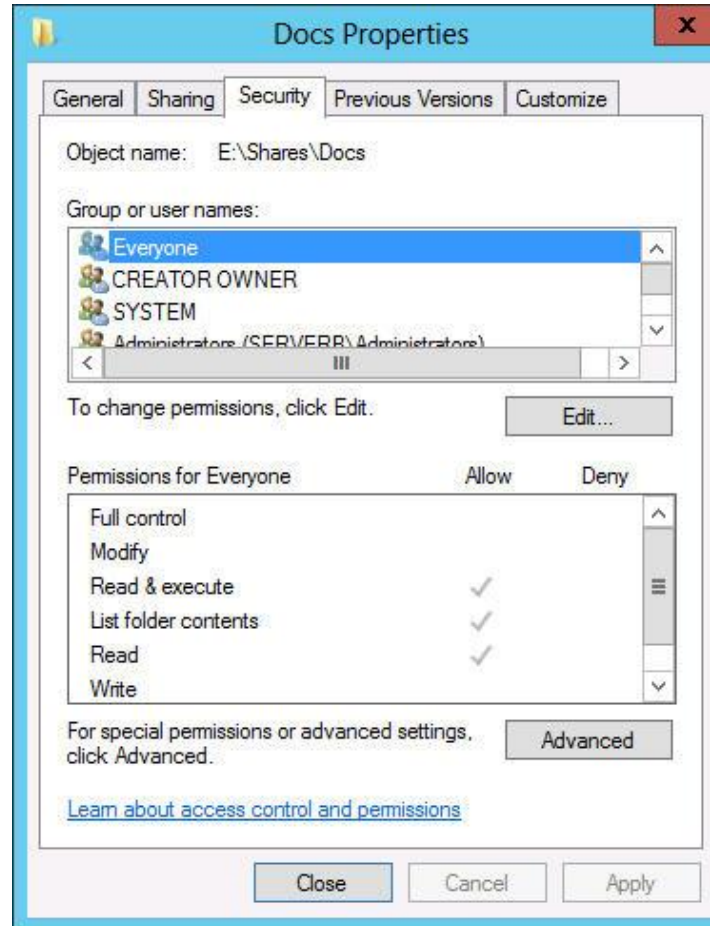 Docs Properties
x
General Sharing Security Previous Versions Customize
Object name: E:\Shares\Docs
Group or user names:
Everyone
CREATOR OWNER
SYSTEM
Administrators (SERVERB\Administrators)
To change permissions, click Edit.
Edit...
Permissions for Everyone Allow Deny
Full control
Modify
Read & execute
List folder contents
Read
Write
For special permissions or advanced settings,
click Advanced.
Advanced
Learn about access control and permissions
Close Cancel Apply